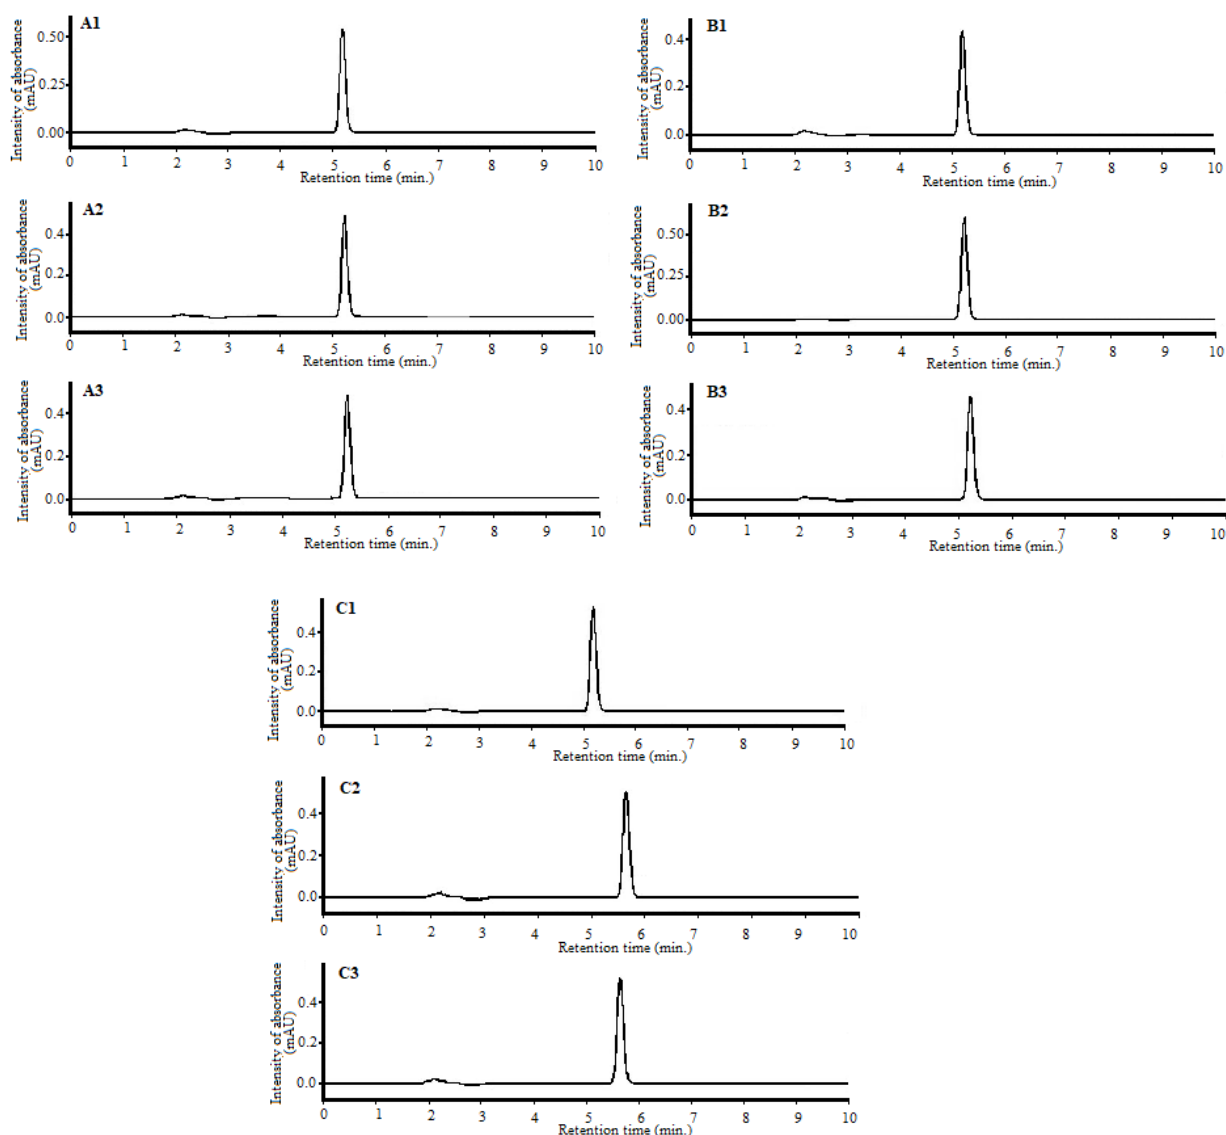 A1
Intensity of absorbance
(mAU)
0.50
0.25
0.00
0 1 2 3 4 5 6 7 8 9 10
Retention time (min.)
B1
Intensity of absorbance
(mAU)
0.4
0.2
0.0
0 1 2 3 4 5 6 7 8 9 10
Retention time (min.)
A2
Intensity of absorbance
(mAU)
0.4
0.2
0.0
0 1 2 3 4 5 6 7 8 9 10
Retention time (min.)
B2
Intensity of absorbance
(mAU)
0.50
0.25
0.00
0 1 2 3 4 5 6 7 8 9 10
Retention time (min.)
A3
Intensity of absorbance
(mAU)
0.4
0.2
0.0
0 1 2 3 4 5 6 7 8 9 10
Retention time (min.)
B3
Intensity of absorbance
(mAU)
0.4
0.2
0.0
0 1 2 3 4 5 6 7 8 9 10
Retention time (min.)
C1
Intensity of absorbance
(mAU)
0.4
0.2
0.0
0 1 2 3 4 5 6 7 8 9 10
Retention time (min.)
C2
Intensity of absorbance
(mAU)
0.4
0.2
0.0
0 1 2 3 4 5 6 7 8 9 10
Retention time (min.)
C3
Intensity of absorbance
(mAU)
0.4
0.2
0.0
0 1 2 3 4 5 6 7 8 9 10
Retention time (min.)